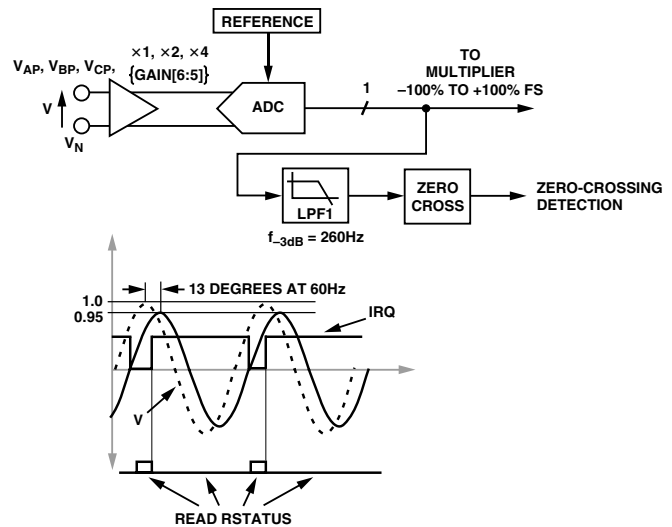 REFERENCE
×1, ×2, ×4
V_AP, V_BP, V_CP,
{GAIN[6:5]}
TO
MULTIPLIER
–100% TO +100% FS
1
ADC
V
V_N
ZERO
CROSS
ZERO-CROSSING
DETECTION
LPF1
f_–3dB = 260Hz
13 DEGREES AT 60Hz
1.0
0.95
IRQ
V
READ RSTATUS